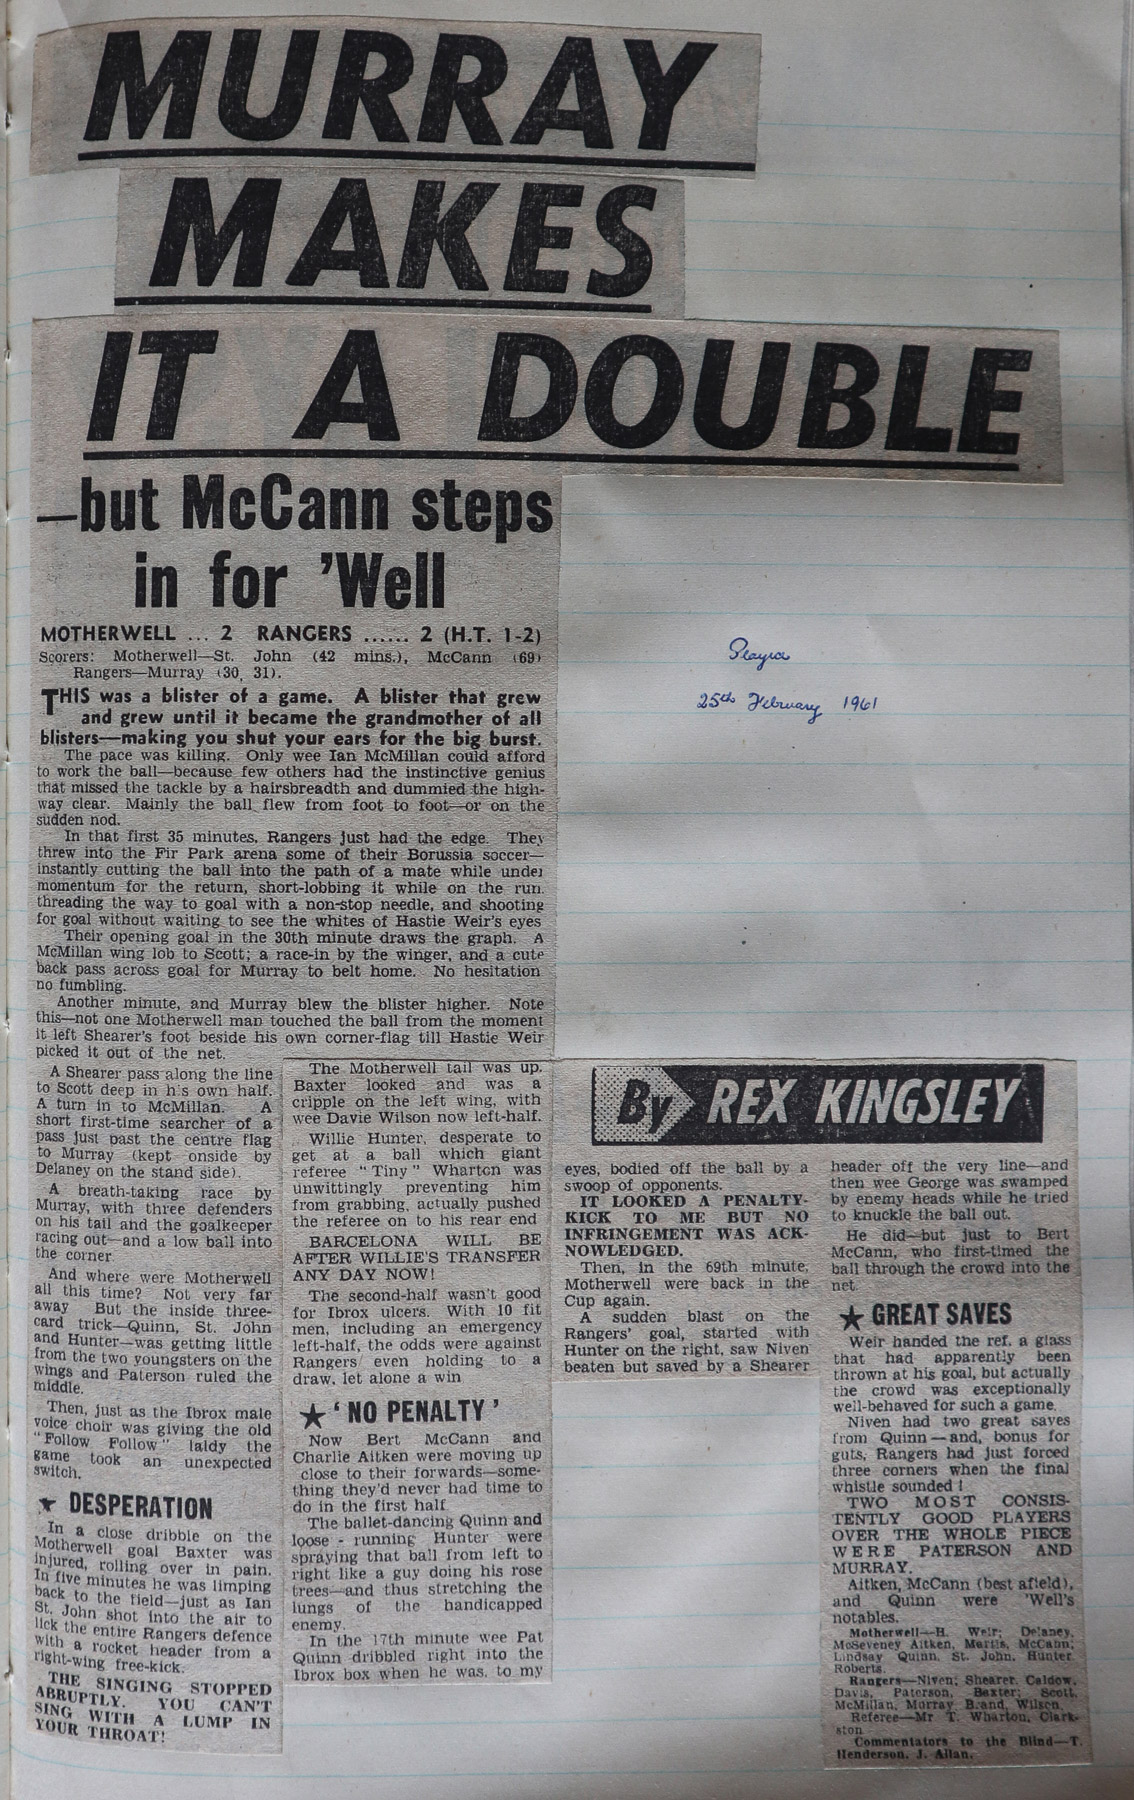 MURRAY
MAKES
IT A DOUBLE
—but McCann steps
in for 'Well
MOTHERWELL ... 2 RANGERS ...... 2 (H.T. 1-2)
Scorers: Motherwell—St. John (42 mins.), McCann (69)
Rangers—Murray (30, 31).
THIS was a blister of a game. A blister that grew
and grew until it became the grandmother of all
blisters—making you shut your ears for the big burst.
The pace was killing. Only wee Ian McMillan could afford
to work the ball—because few others had the instinctive genius
that missed the tackle by a hairsbreadth and dummied the high-
way clear. Mainly the ball flew from foot to foot—or on the
sudden nod.
In that first 35 minutes, Rangers just had the edge. They
threw into the Fir Park arena some of their Borussia soccer—
instantly cutting the ball into the path of a mate while under
momentum for the return, short-lobbing it while on the run.
threading the way to goal with a non-stop needle, and shooting
for goal without waiting to see the whites of Hastie Weir's eyes
Their opening goal in the 30th minute draws the graph. A
McMillan wing lob to Scott; a race-in by the winger, and a cute
back pass across goal for Murray to belt home. No hesitation
no fumbling.
Another minute, and Murray blew the blister higher. Note
this—not one Motherwell man touched the ball from the moment
it left Shearer's foot beside his own corner-flag till Hastie Weir
picked it out of the net.
A Shearer pass along the line
to Scott deep in his own half.
A turn in to McMillan. A
short first-time searcher of a
pass just past the centre flag
to Murray (kept onside by
Delaney on the stand side).
A breath-taking race by
Murray, with three defenders
on his tail and the goalkeeper
racing out—and a low ball into
the corner.
And where were Motherwell
all this time? Not very far
away But the inside three-
card trick—Quinn, St. John
and Hunter—was getting little
from the two youngsters on the
wings and Paterson ruled the
middle.
Then, just as the Ibrox male
voice choir was giving the old
"Follow Follow" laldy the
game took an unexpected
switch.
★ DESPERATION
In a close dribble on the
Motherwell goal Baxter was
injured, rolling over in pain.
In five minutes he was limping
back to the field—just as Ian
St. John shot into the air to
lick the entire Rangers defence
with a rocket header from a
right-wing free-kick.
THE SINGING STOPPED
ABRUPTLY. YOU CAN'T
SING WITH A LUMP IN
YOUR THROAT!
The Motherwell tail was up.
Baxter looked and was a
cripple on the left wing, with
wee Davie Wilson now left-half.
Willie Hunter, desperate to
get at a ball which giant
referee "Tiny" Wharton was
unwittingly preventing him
from grabbing, actually pushed
the referee on to his rear end
BARCELONA WILL BE
AFTER WILLIE'S TRANSFER
ANY DAY NOW!
The second-half wasn't good
for Ibrox ulcers. With 10 fit
men, including an emergency
left-half, the odds were against
Rangers even holding to a
draw, let alone a win
★ 'NO PENALTY'
Now Bert McCann and
Charlie Aitken were moving up
close to their forwards—some-
thing they'd never had time to
do in the first half
The ballet-dancing Quinn and
loose-running Hunter were
spraying that ball from left to
right like a guy doing his rose
trees—and thus stretching the
lungs of the handicapped
enemy.
In the 17th minute wee Pat
Quinn dribbled right into the
Ibrox box when he was, to my
By REX KINGSLEY
eyes, bodied off the ball by a
swoop of opponents.
IT LOOKED A PENALTY-
KICK TO ME BUT NO
INFRINGEMENT WAS ACK-
NOWLEDGED.
Then, in the 69th minute,
Motherwell were back in the
Cup again.
A sudden blast on the
Rangers' goal, started with
Hunter on the right, saw Niven
beaten but saved by a Shearer
header off the very line—and
then wee George was swamped
by enemy heads while he tried
to knuckle the ball out.
He did—but just to Bert
McCann, who first-timed the
ball through the crowd into the
net.
★ GREAT SAVES
Weir handed the ref. a glass
that had apparently been
thrown at his goal, but actually
the crowd was exceptionally
well-behaved for such a game.
Niven had two great saves
from Quinn—and, bonus for
guts, Rangers had just forced
three corners when the final
whistle sounded!
TWO MOST CONSIS-
TENTLY GOOD PLAYERS
OVER THE WHOLE PIECE
WERE PATERSON AND
MURRAY.
Aitken, McCann (best afield),
and Quinn were 'Well's
notables.
Motherwell—H. Weir; Delaney,
McSeveney Aitken, Martis, McCann;
Lindsay Quinn, St. John, Hunter
Roberts.
Rangers—Niven; Shearer, Caldow,
Davis, Paterson, Baxter; Scott,
McMillan, Murray Brand, Wilson.
Referee—Mr T. Wharton, Clark-
ston
Commentators to the Blind—T.
Henderson, J. Allan.
25th February 1961